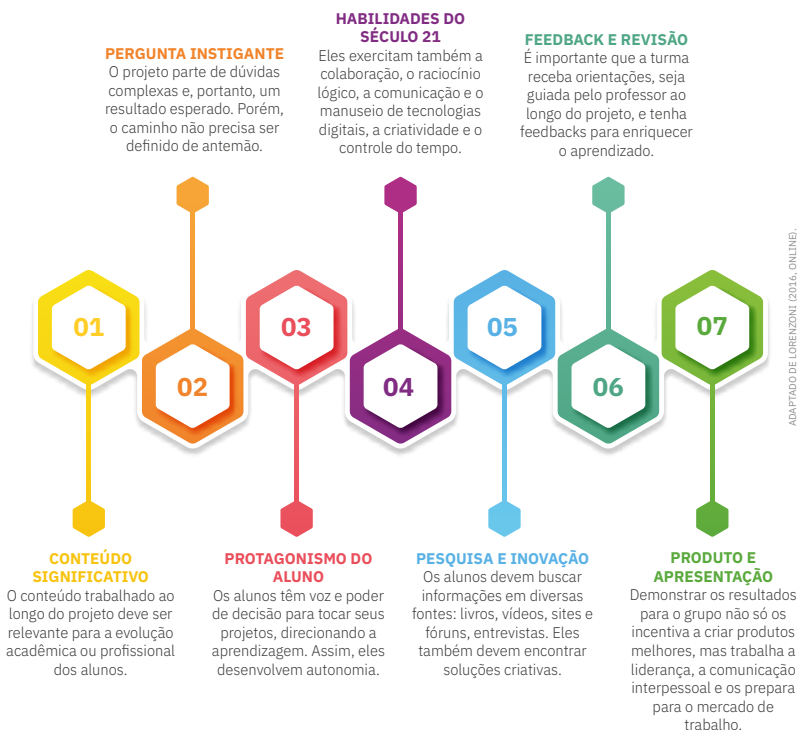 01
CONTEÚDO
SIGNIFICATIVO
O conteúdo trabalhado ao
longo do projeto deve ser
relevante para a evolução
acadêmica ou profissional
dos alunos.
PERGUNTA INSTIGANTE
O projeto parte de dúvidas
complexas e, portanto, um
resultado esperado. Porém,
o caminho não precisa ser
definido de antemão.
02
03
PROTAGONISMO DO
ALUNO
Os alunos têm voz e poder
de decisão para tocar seus
projetos, direcionando a
aprendizagem. Assim, eles
desenvolvem autonomia.
HABILIDADES DO
SÉCULO 21
Eles exercitam também a
colaboração, o raciocínio
lógico, a comunicação e o
manuseio de tecnologias
digitais, a criatividade e o
controle do tempo.
04
05
PESQUISA E INOVAÇÃO
Os alunos devem buscar
informações em diversas
fontes: livros, vídeos, sites e
fóruns, entrevistas. Eles
também devem encontrar
soluções criativas.
FEEDBACK E REVISÃO
É importante que a turma
receba orientações, seja
guiada pelo professor ao
longo do projeto, e tenha
feedbacks para enriquecer
o aprendizado.
06
07
PRODUTO E
APRESENTAÇÃO
Demonstrar os resultados
para o grupo não só os
incentiva a criar produtos
melhores, mas trabalha a
liderança, a comunicação
interpessoal e os prepara
para o mercado de
trabalho.
ADAPTADO DE LORENZONI (2016, ONLINE).